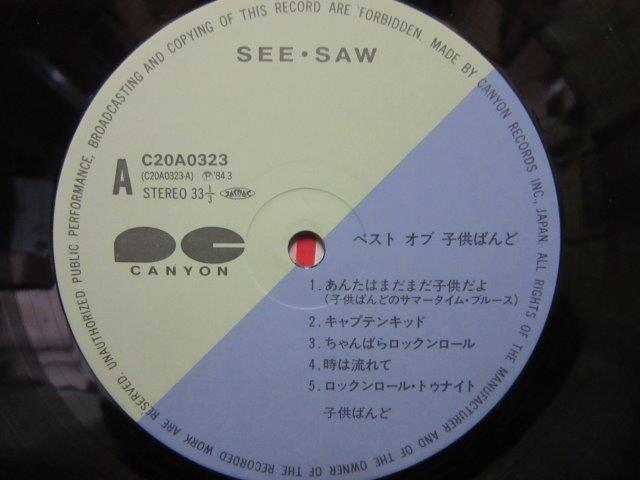 SEE・SAW
A
C20A0323
(C20A0323-A) Ⓟ'84.3
STEREO 33 1/3 JASRAC
CANYON
ベスト オブ 子供ばんど
1. あんたはまだまだ子供だよ
(子供ばんどのサマータイム・ブルース)
2. キャプテンキッド
3. ちゃんばらロックンロール
4. 時は流れて
5. ロックンロール・トゥナイト
子供ばんど
UNAUTHORIZED PUBLIC PERFORMANCE, BROADCASTING AND COPYING OF THIS RECORD ARE FORBIDDEN. MADE BY CANYON RECORDS INC., JAPAN. ALL RIGHTS OF THE MANUFACTURER AND OF THE OWNER OF THE RECORDED WORK ARE RESERVED.